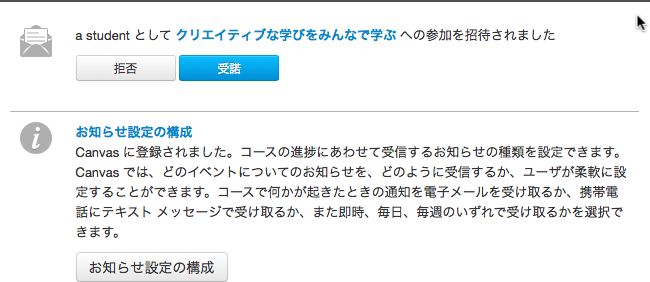 a student として クリエイティブな学びをみんなで学ぶ への参加を招待されました
拒否
受諾
お知らせ設定の構成
Canvas に登録されました。コースの進捗にあわせて受信するお知らせの種類を設定できます。
Canvas では、どのイベントについてのお知らせを、どのように受信するか、ユーザが柔軟に設
定することができます。コースで何かが起きたときの通知を電子メールを受け取るか、携帯電
話にテキスト メッセージで受け取るか、また即時、毎日、毎週のいずれで受け取るかを選択で
きます。
お知らせ設定の構成